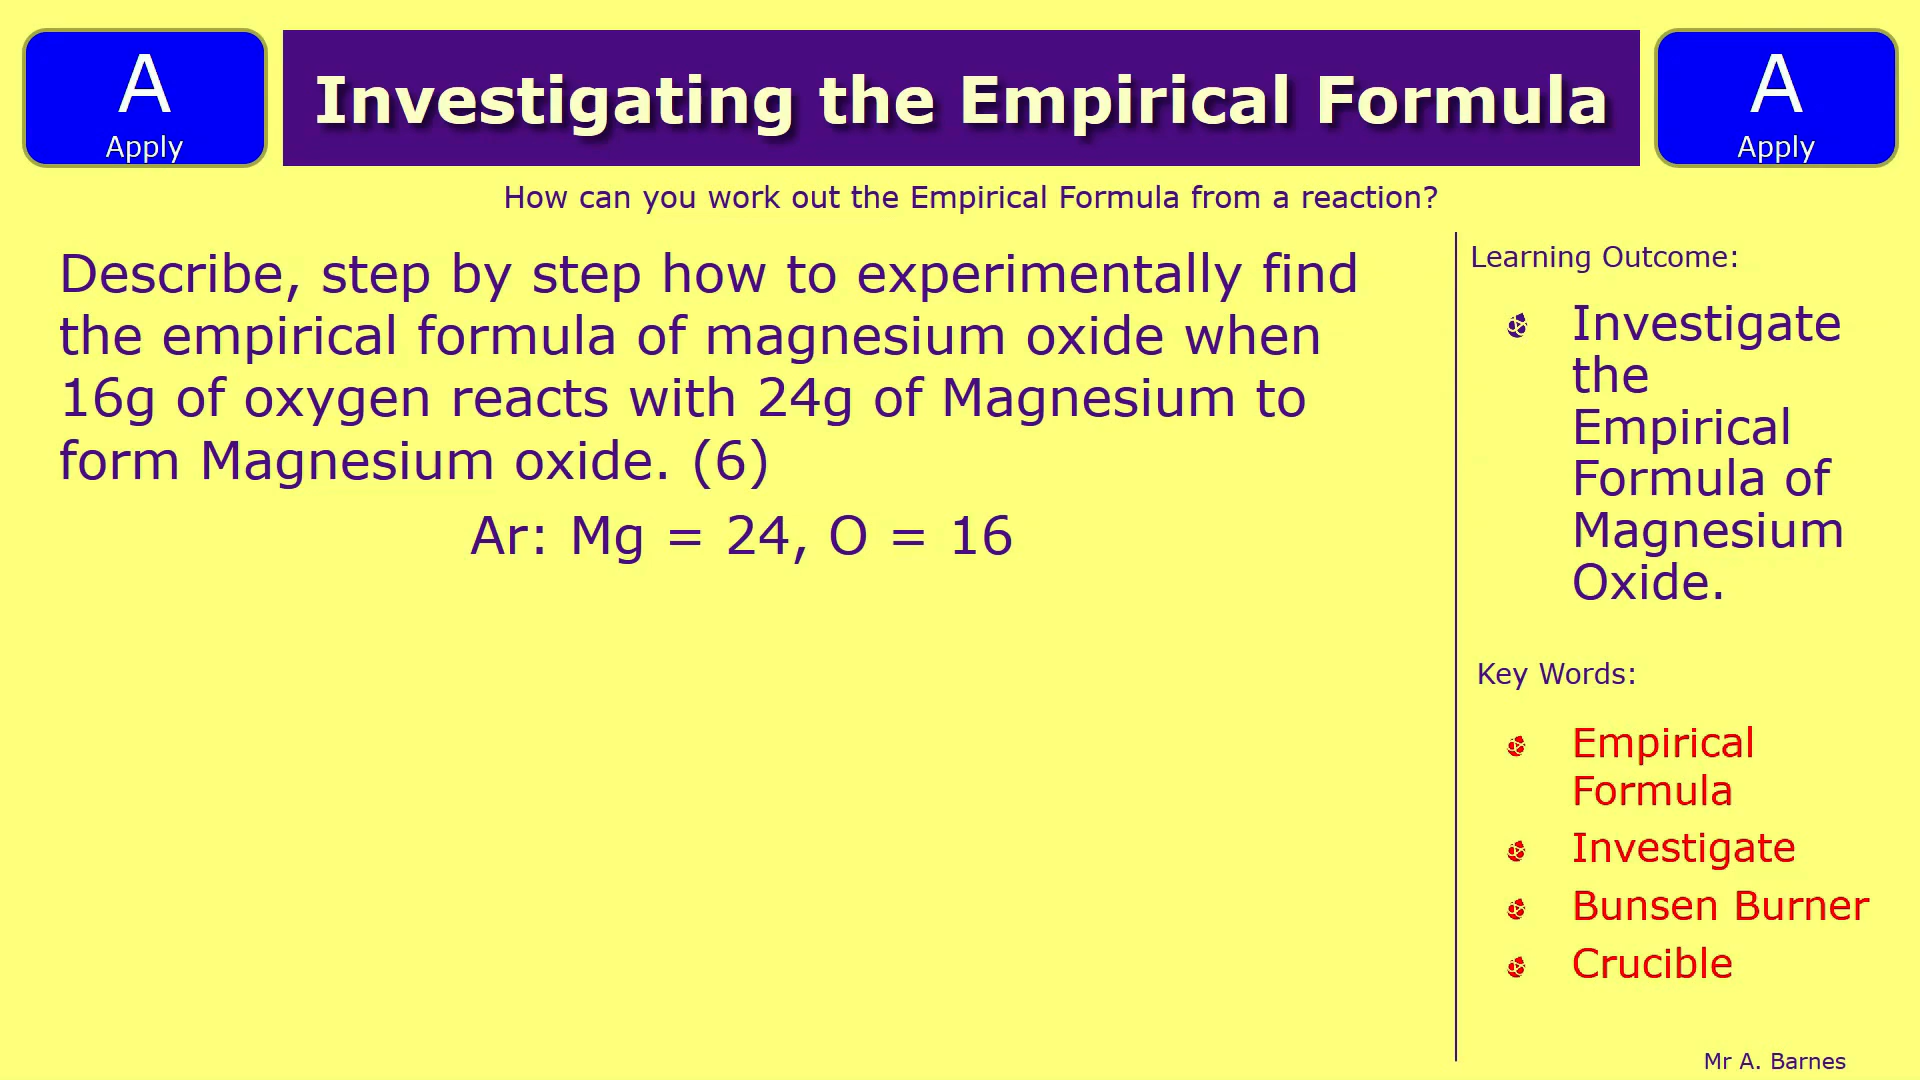 A
Apply
Investigating the Empirical Formula
A
Apply
How can you work out the Empirical Formula from a reaction?
Describe, step by step how to experimentally find
the empirical formula of magnesium oxide when
16g of oxygen reacts with 24g of Magnesium to
form Magnesium oxide. (6)
Ar: Mg = 24, O = 16
Learning Outcome:
Investigate
the
Empirical
Formula of
Magnesium
Oxide.
Key Words:
Empirical
Formula
Investigate
Bunsen Burner
Crucible
Mr A. Barnes